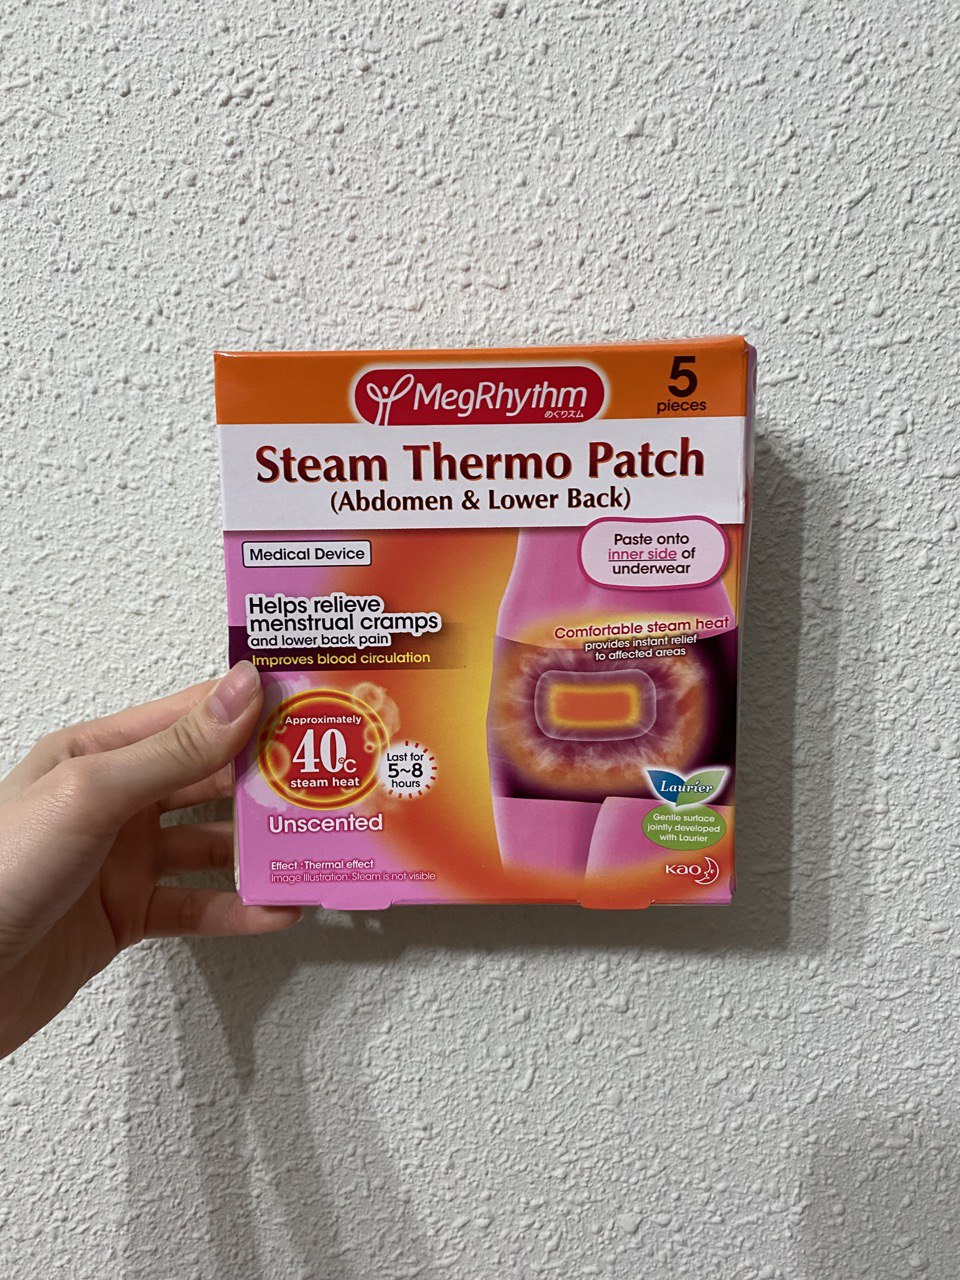 MegRhythm
めぐりズム
5
pieces
Steam Thermo Patch
(Abdomen & Lower Back)
Medical Device
Paste onto
inner side of
underwear
Helps relieve
menstrual cramps
and lower back pain
Improves blood circulation
Comfortable steam heat
provides instant relief
to affected areas
Approximately
40°C
steam heat
Last for
5~8
hours
Unscented
Laurier
Gentle surface
jointly developed
with Laurier
Effect : Thermal effect
Image Illustration: Steam is not visible
Kao